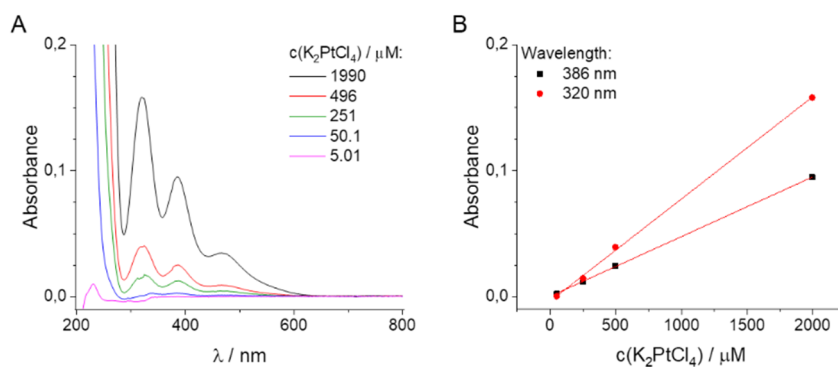 A
0,2
0,1
0,0
Absorbance
200
400
600
800
λ / nm
c(K₂PtCl₄) / μM:
1990
496
251
50.1
5.01
B
0,2
0,1
0,0
Absorbance
0
500
1000
1500
2000
c(K₂PtCl₄) / μM
Wavelength:
386 nm
320 nm